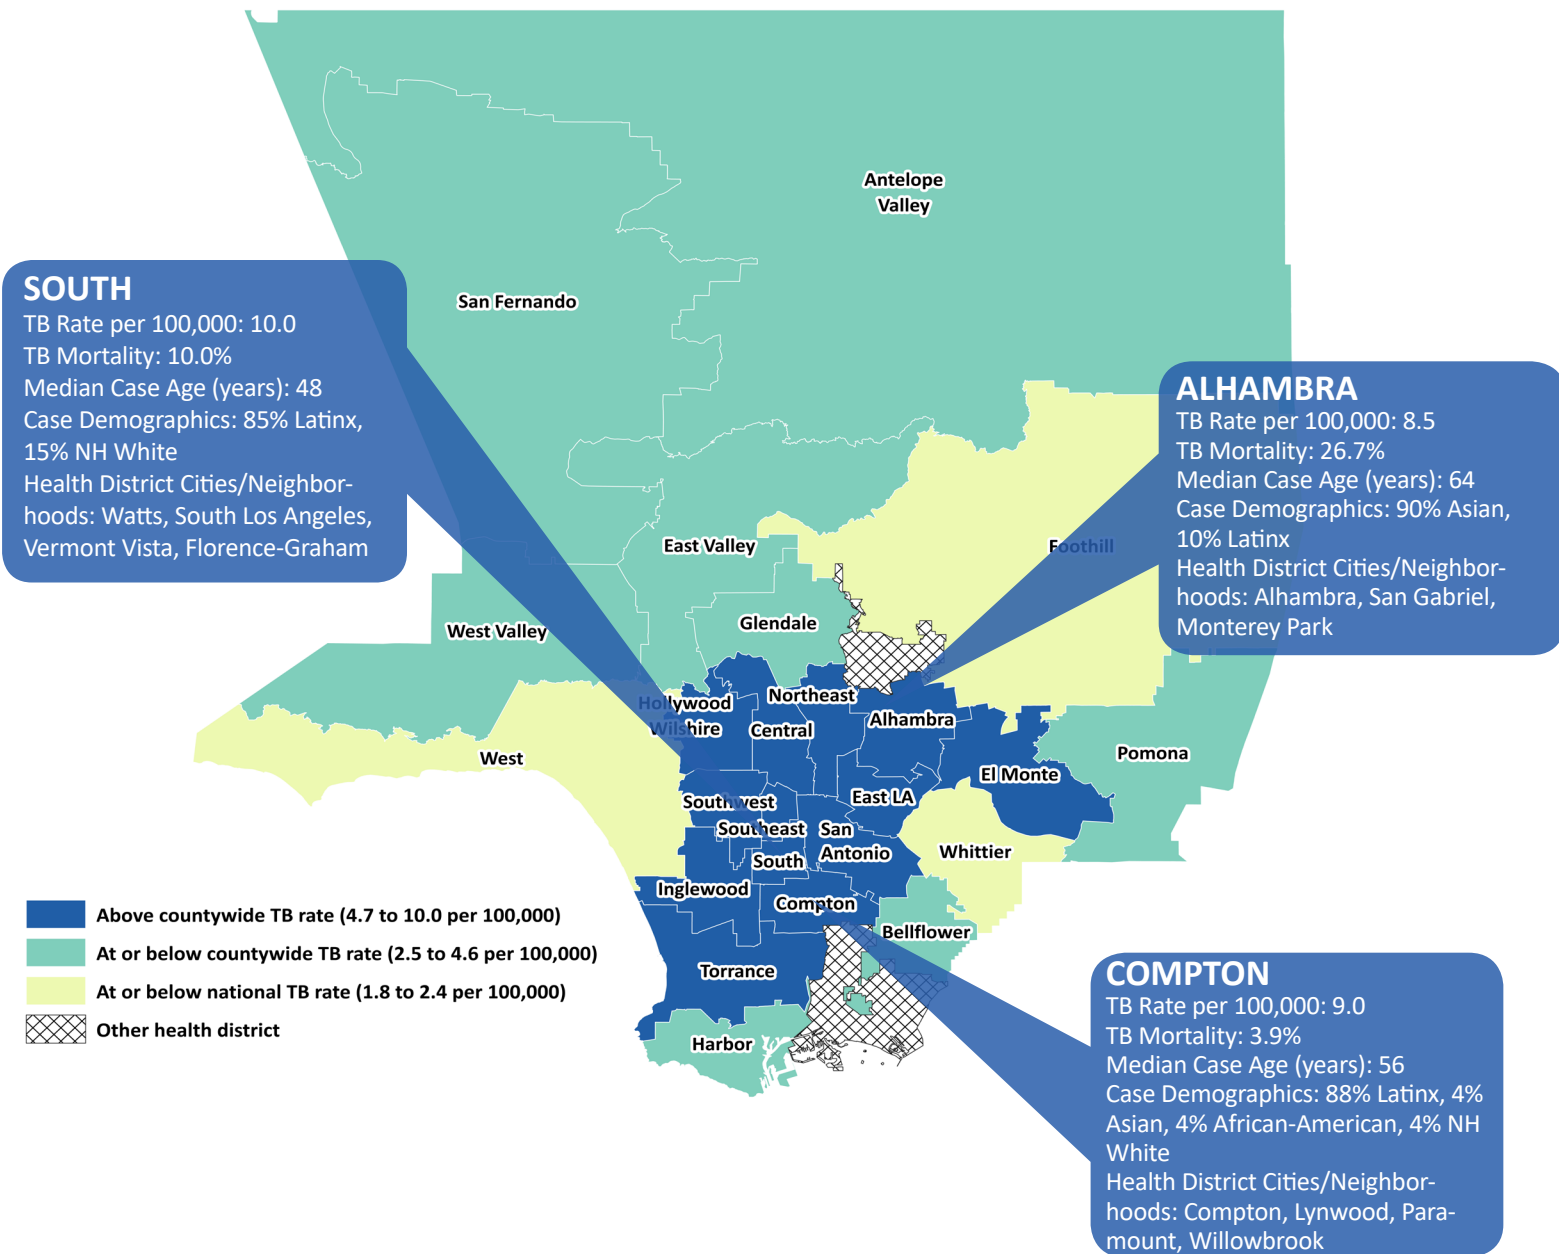 Antelope
Valley
San Fernando
SOUTH
TB Rate per 100,000: 10.0
TB Mortality: 10.0%
Median Case Age (years): 48
Case Demographics: 85% Latinx,
15% NH White
Health District Cities/Neighbor-
hoods: Watts, South Los Angeles,
Vermont Vista, Florence-Graham
ALHAMBRA
TB Rate per 100,000: 8.5
TB Mortality: 26.7%
Median Case Age (years): 64
Case Demographics: 90% Asian,
10% Latinx
Health District Cities/Neighbor-
hoods: Alhambra, San Gabriel,
Monterey Park
East Valley
Foothill
Glendale
West Valley
Northeast
Hollywood
Wilshire
Central
Alhambra
West
Pomona
El Monte
East LA
Southwest
Southeast
San
Antonio
Whittier
South
Inglewood
Compton
Bellflower
Torrance
Harbor
Above countywide TB rate (4.7 to 10.0 per 100,000)
At or below countywide TB rate (2.5 to 4.6 per 100,000)
At or below national TB rate (1.8 to 2.4 per 100,000)
Other health district
COMPTON
TB Rate per 100,000: 9.0
TB Mortality: 3.9%
Median Case Age (years): 56
Case Demographics: 88% Latinx, 4%
Asian, 4% African-American, 4% NH
White
Health District Cities/Neighbor-
hoods: Compton, Lynwood, Para-
mount, Willowbrook